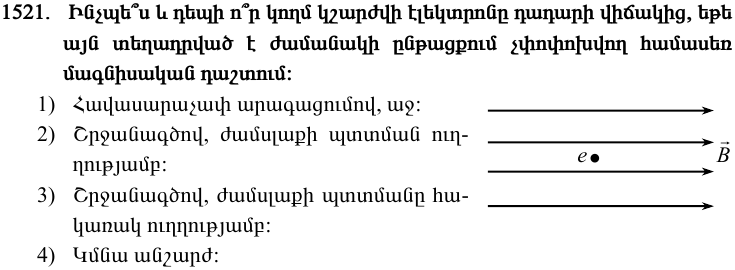 1521. Ինչպե՞ս և դեպի ո՞ր կողմ կշարժվի էլեկտրոնը դադարի վիճակից, եթե
այն տեղադրված է ժամանակի ընթացքում չփոփոխվող համասեռ
մագնիսական դաշտում:
1) Հավասարաչափ արագացումով, աջ:
2) Շրջանագծով, ժամսլաքի պտտման ուղ-
ղությամբ:
3) Շրջանագծով, ժամսլաքի պտտմանը հա-
կառակ ուղղությամբ:
4) Կմնա անշարժ:
e
B